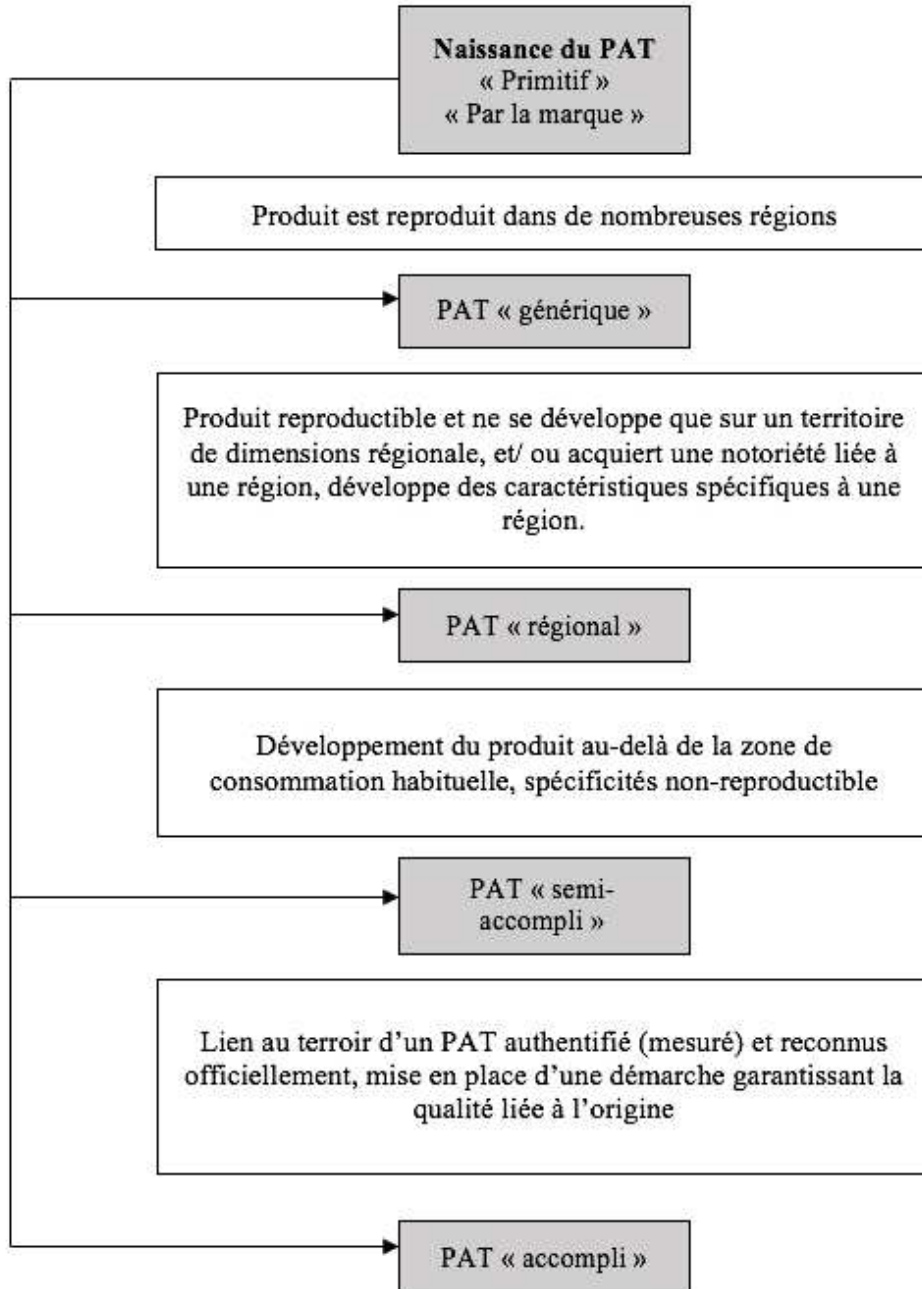 Naissance du PAT
« Primitif »
« Par la marque »
Produit est reproduit dans de nombreuses régions
PAT « générique »
Produit reproductible et ne se développe que sur un territoire
de dimensions régionale, et/ ou acquiert une notoriété liée à
une région, développe des caractéristiques spécifiques à une
région.
PAT « régional »
Développement du produit au-delà de la zone de
consommation habituelle, spécificités non-reproductible
PAT « semi-
accompli »
Lien au terroir d’un PAT authentifié (mesuré) et reconnus
officiellement, mise en place d’une démarche garantissant la
qualité liée à l’origine
PAT « accompli »